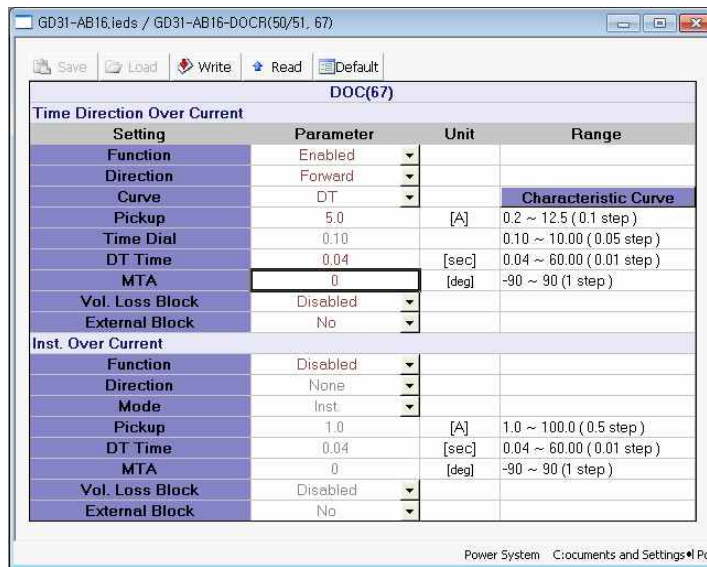 GD31-AB16.ieds / GD31-AB16-DOCR(50/51, 67)
Save Load Write Read Default
DOC(67)
Time Direction Over Current
Setting Parameter Unit Range
Function Enabled
Direction Forward
Curve DT Characteristic Curve
Pickup 5.0 [A] 0.2 ~ 12.5 ( 0.1 step )
Time Dial 0.10 0.10 ~ 10.00 ( 0.05 step )
DT Time 0.04 [sec] 0.04 ~ 60.00 ( 0.01 step )
MTA 0 [deg] -90 ~ 90 (1 step )
Vol. Loss Block Disabled
External Block No
Inst. Over Current
Function Disabled
Direction None
Mode Inst.
Pickup 1.0 [A] 1.0 ~ 100.0 ( 0.5 step )
DT Time 0.04 [sec] 0.04 ~ 60.00 ( 0.01 step )
MTA 0 [deg] -90 ~ 90 (1 step )
Vol. Loss Block Disabled
External Block No
Power System C:ocuments and Settings